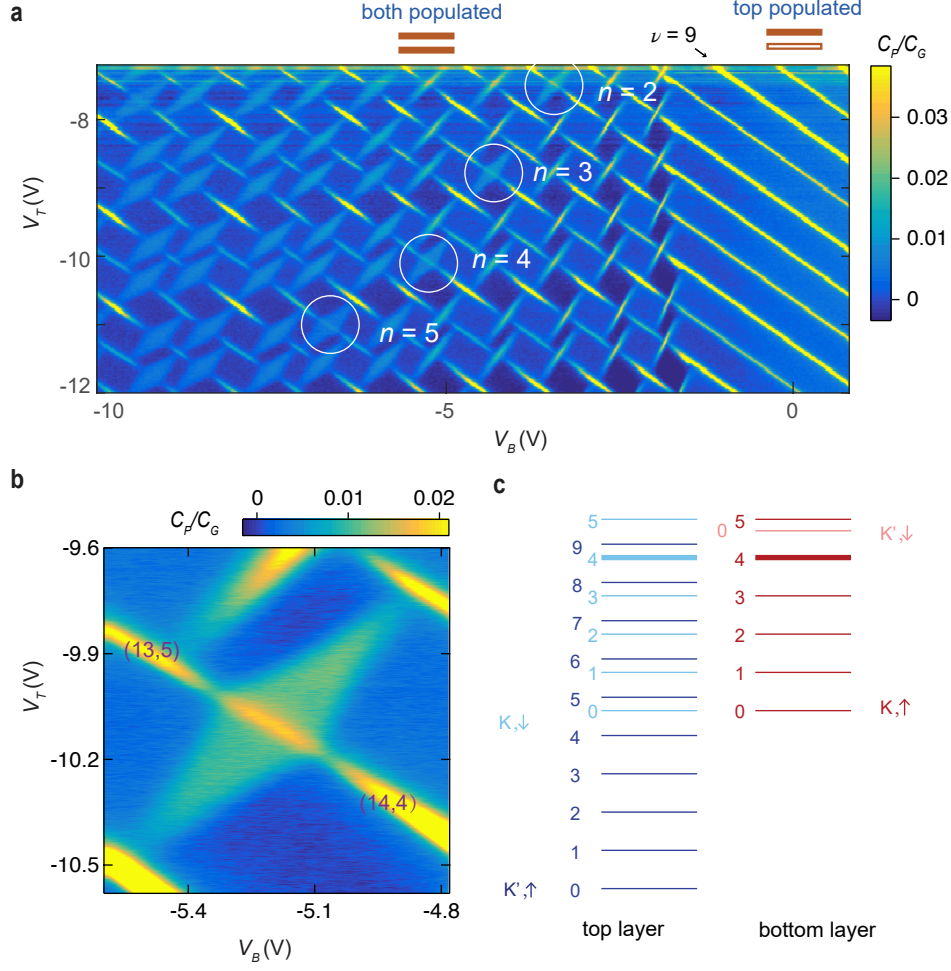 a
both populated
top populated
ν = 9
C_P/C_G
n = 2
n = 3
n = 4
n = 5
-8
-10
-12
V_T (V)
-10
-5
0
V_B (V)
0.03
0.02
0.01
0
b
C_P/C_G
0
0.01
0.02
-9.6
-9.9
-10.2
-10.5
V_T (V)
(13,5)
(14,4)
-5.4
-5.1
-4.8
V_B (V)
c
5
9
4
8
3
7
2
6
1
5
0
4
3
2
1
0
K,↓
K',↑
top layer
5
0
4
3
2
1
0
K',↓
K,↑
bottom layer